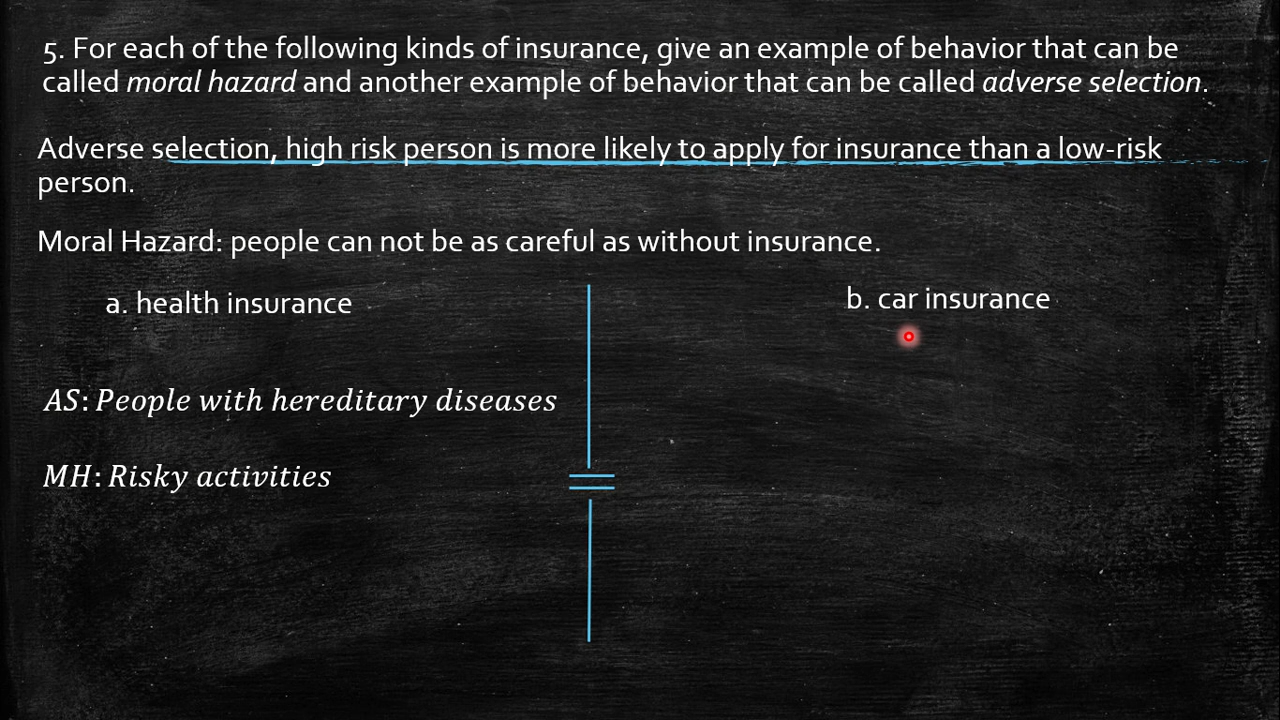 5. For each of the following kinds of insurance, give an example of behavior that can be
called moral hazard and another example of behavior that can be called adverse selection.
Adverse selection, high risk person is more likely to apply for insurance than a low-risk
person.
Moral Hazard: people can not be as careful as without insurance.
a. health insurance
AS: People with hereditary diseases
MH: Risky activities
b. car insurance